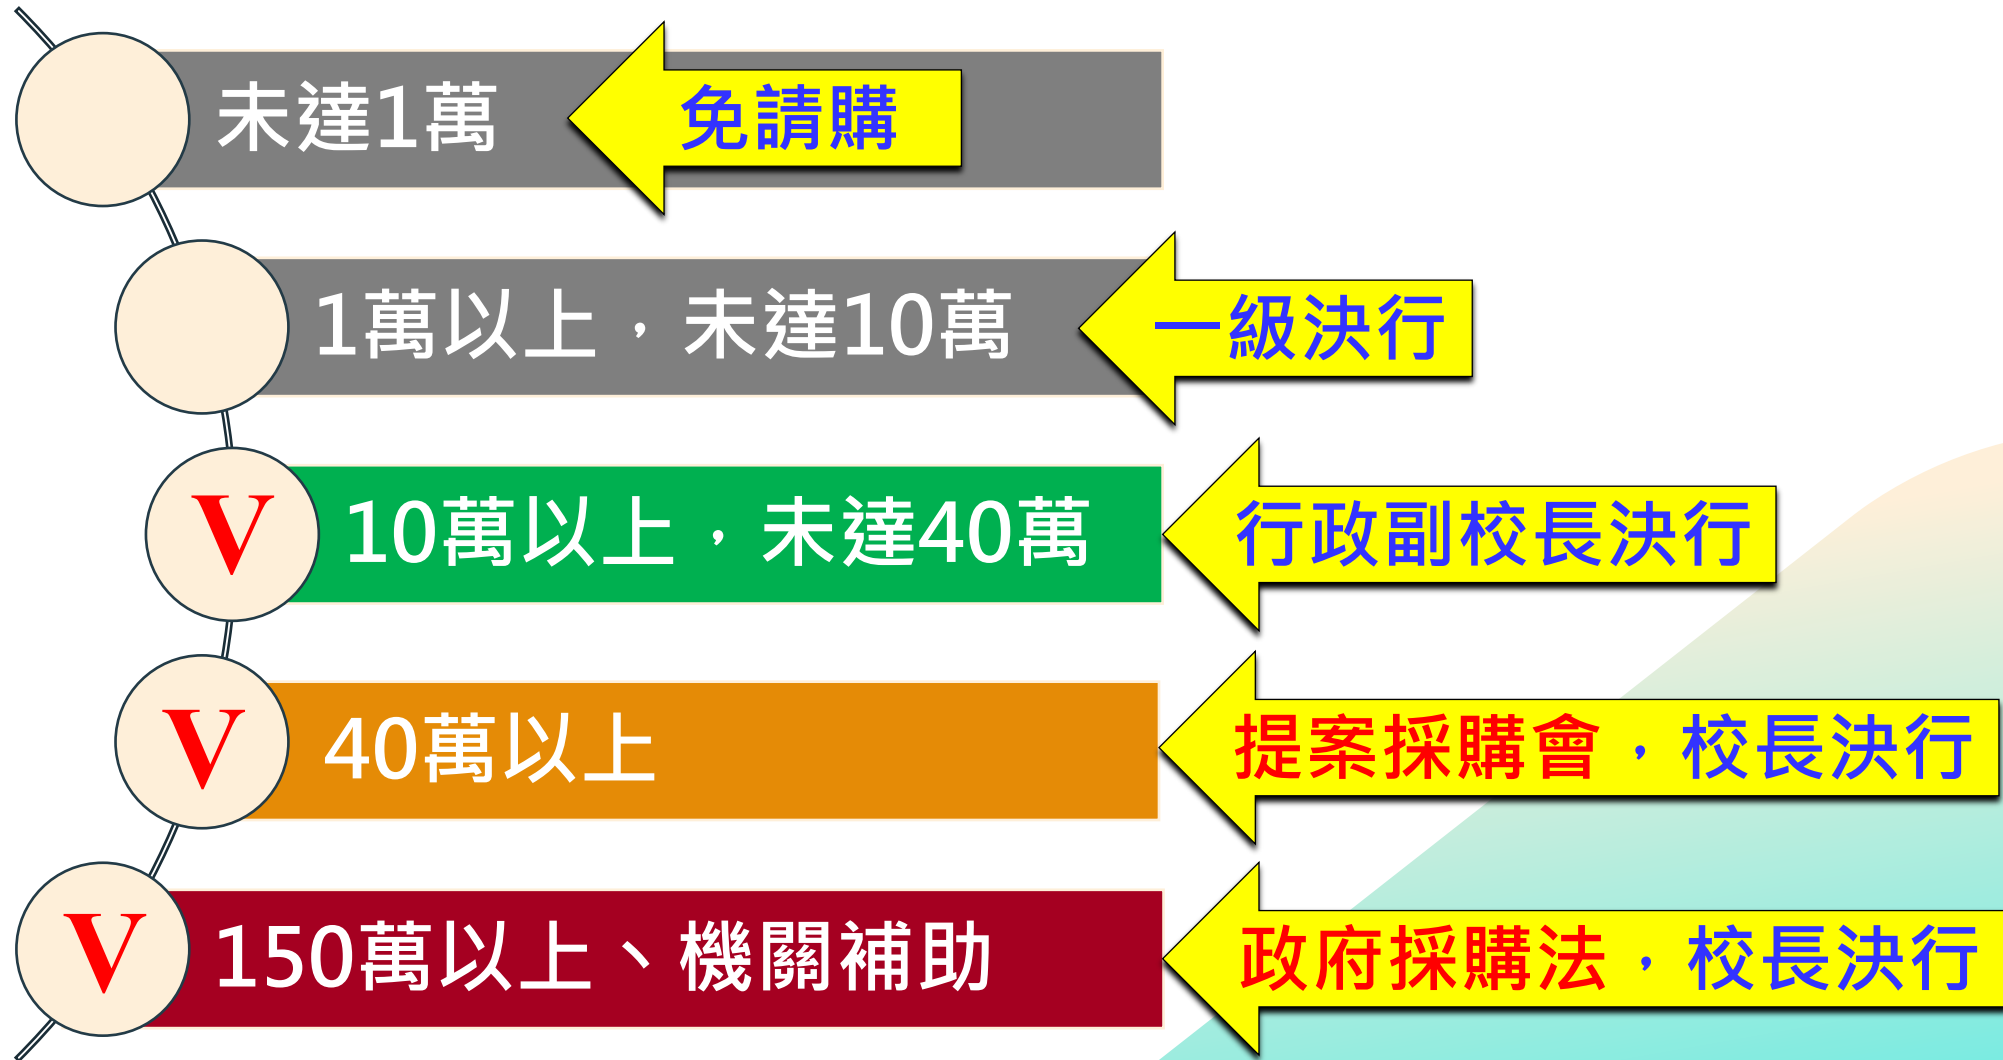 未達1萬
免請購
1萬以上，未達10萬
一級決行
V
10萬以上，未達40萬
行政副校長決行
V
40萬以上
提案採購會，校長決行
V
150萬以上、機關補助
政府採購法，校長決行